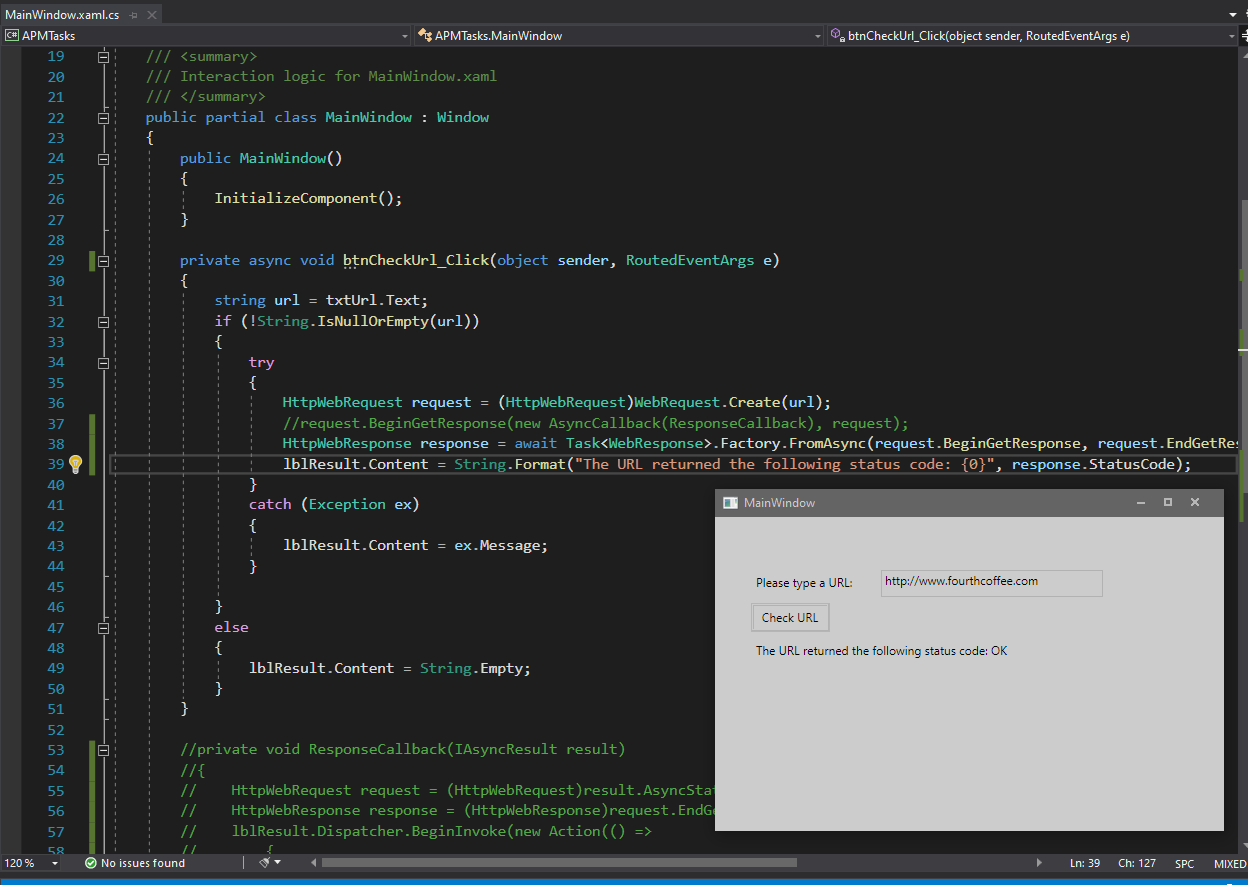 MainWindow.xaml.cs
APMTasks APMTasks.MainWindow btnCheckUrl_Click(object sender, RoutedEventArgs e)
19 /// <summary>
20 /// Interaction logic for MainWindow.xaml
21 /// </summary>
22 public partial class MainWindow : Window
23 {
24 public MainWindow()
25 {
26 InitializeComponent();
27 }
28
29 private async void btnCheckUrl_Click(object sender, RoutedEventArgs e)
30 {
31 string url = txtUrl.Text;
32 if (!String.IsNullOrEmpty(url))
33 {
34 try
35 {
36 HttpWebRequest request = (HttpWebRequest)WebRequest.Create(url);
37 //request.BeginGetResponse(new AsyncCallback(ResponseCallback), request);
38 HttpWebResponse response = await Task<WebResponse>.Factory.FromAsync(request.BeginGetResponse, request.EndGetRes
39 lblResult.Content = String.Format("The URL returned the following status code: {0}", response.StatusCode);
40 }
41 catch (Exception ex)
42 {
43 lblResult.Content = ex.Message;
44 }
45
46 }
47 else
48 {
49 lblResult.Content = String.Empty;
50 }
51 }
52
53 //private void ResponseCallback(IAsyncResult result)
54 //{
55 // HttpWebRequest request = (HttpWebRequest)result.AsyncStat
56 // HttpWebResponse response = (HttpWebResponse)request.EndGe
57 // lblResult.Dispatcher.BeginInvoke(new Action(() =>
58 // {
MainWindow
Please type a URL: http://www.fourthcoffee.com
Check URL
The URL returned the following status code: OK
120 % No issues found Ln: 39 Ch: 127 SPC MIXED